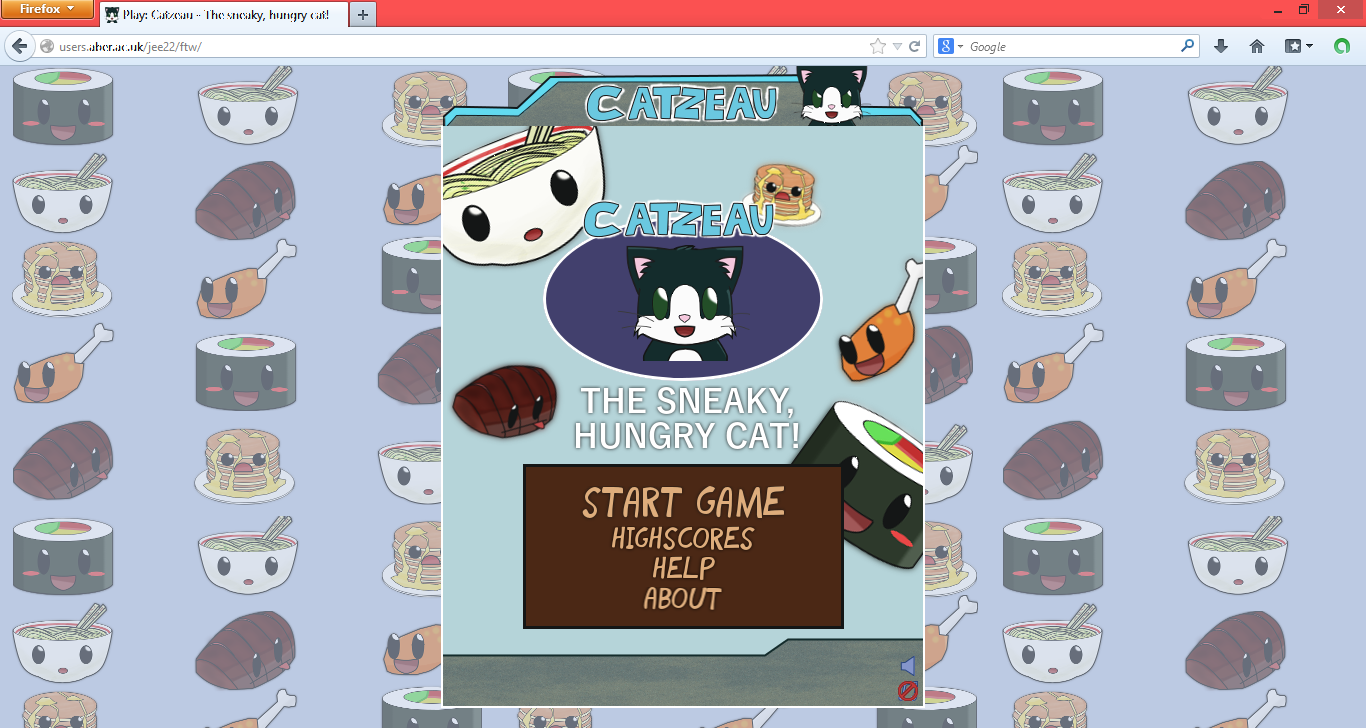 Firefox
Play: Catzeau - The sneaky, hungry cat!
users.aber.ac.uk/jee22/ftw/
Google
CATZEAU
CATZEAU
THE SNEAKY,
HUNGRY CAT!
START GAME
HIGHSCORES
HELP
ABOUT